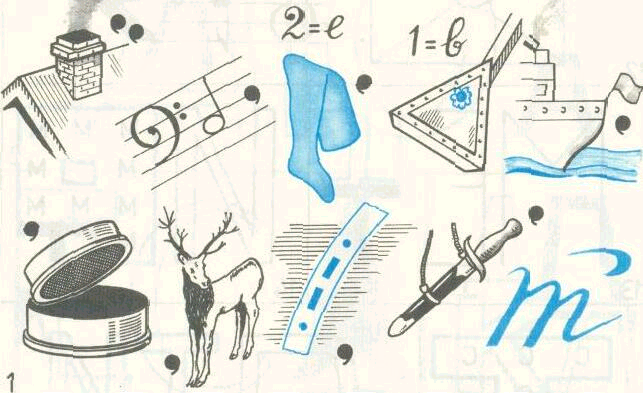 ,, 2=е 1=в
, , ,
, , , ,
т
1